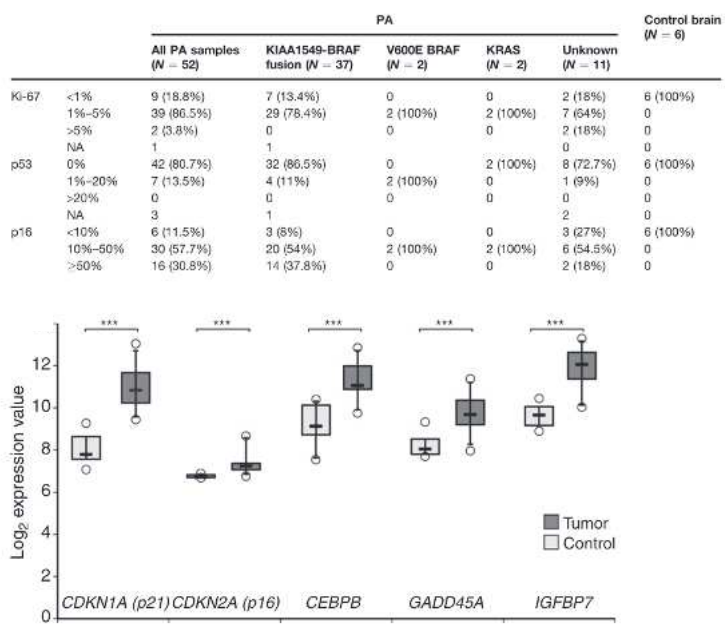 PA
Control brain
(N = 6)
All PA samples
(N = 52)
KIAA1549-BRAF
fusion (N = 37)
V600E BRAF
(N = 2)
KRAS
(N = 2)
Unknown
(N = 11)
Ki-67 <1% 9 (18.8%) 7 (13.4%) 0 0 2 (18%) 6 (100%)
1%–5% 39 (86.5%) 29 (78.4%) 2 (100%) 2 (100%) 7 (64%) 0
>5% 2 (3.8%) 0 0 0 2 (18%) 0
NA 1 1 0 0
p53 0% 42 (80.7%) 32 (86.5%) 0 2 (100%) 8 (72.7%) 6 (100%)
1%–20% 7 (13.5%) 4 (11%) 2 (100%) 0 1 (9%) 0
>20% 0 0 0 0 0 0
NA 3 1 2 0
p16 <10% 6 (11.5%) 3 (8%) 0 0 3 (27%) 6 (100%)
10%–50% 30 (57.7%) 20 (54%) 2 (100%) 2 (100%) 6 (54.5%) 0
>50% 16 (30.8%) 14 (37.8%) 0 0 2 (18%) 0
*** *** *** *** ***
Log2 expression value
12
10
8
6
4
2
0
Tumor
Control
CDKN1A (p21) CDKN2A (p16) CEBPB GADD45A IGFBP7